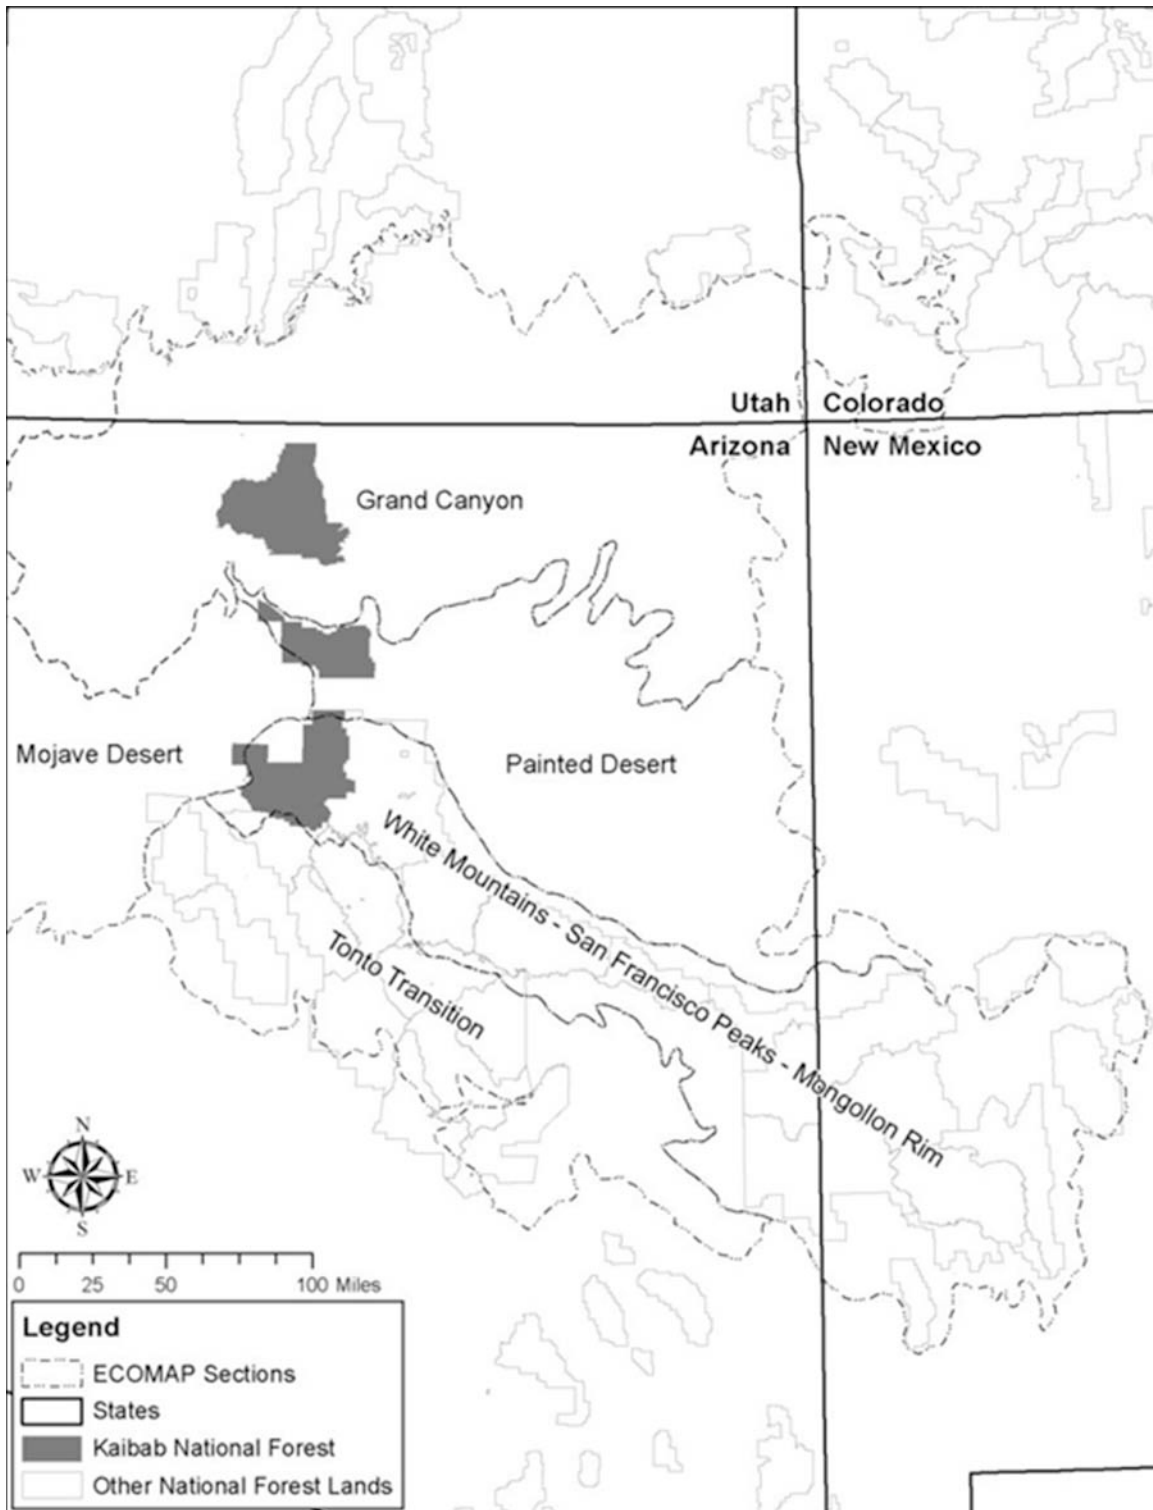 Utah
Colorado
Arizona
New Mexico
Grand Canyon
Mojave Desert
Painted Desert
White Mountains - San Francisco Peaks - Mongollon Rim
Tonto Transition
N
W
E
S
0 25 50 100 Miles
Legend
ECOMAP Sections
States
Kaibab National Forest
Other National Forest Lands